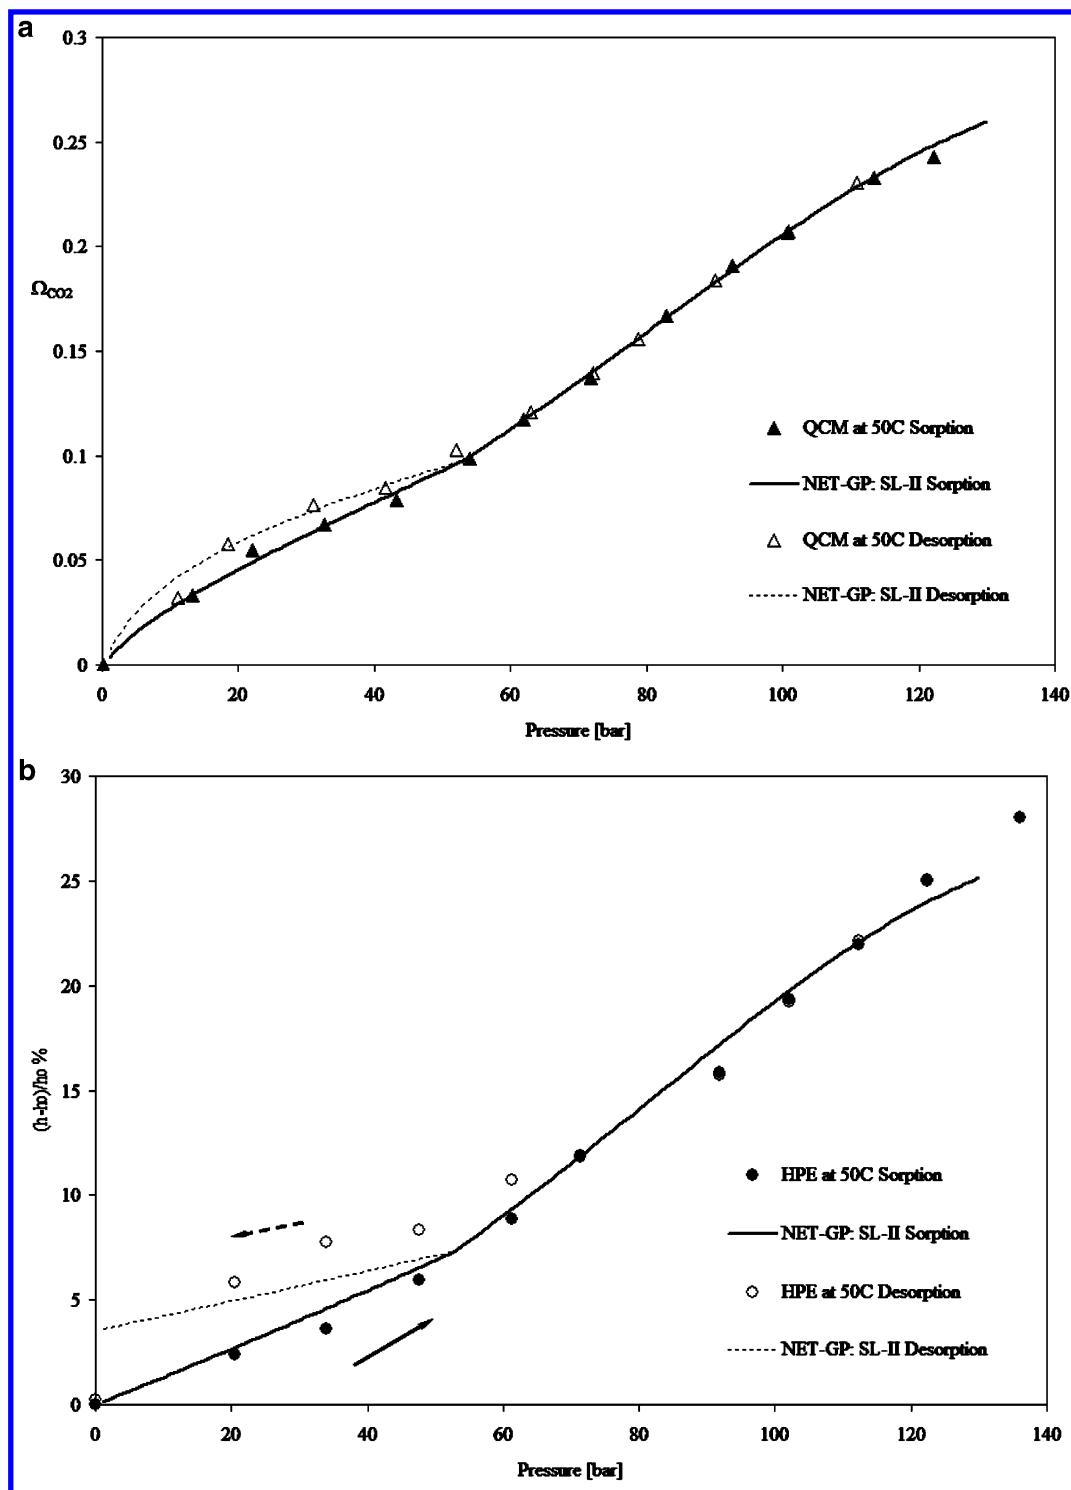 a
0.3
0.25
0.2
ΩCO2
0.15
0.1
0.05
0
QCM at 50C Sorption
NET-GP: SL-II Sorption
QCM at 50C Desorption
NET-GP: SL-II Desorption
0 20 40 60 80 100 120 140
Pressure [bar]
b
30
25
20
15
10
5
0
(h-h0)/h0 %
HPE at 50C Sorption
NET-GP: SL-II Sorption
HPE at 50C Desorption
NET-GP: SL-II Desorption
0 20 40 60 80 100 120 140
Pressure [bar]